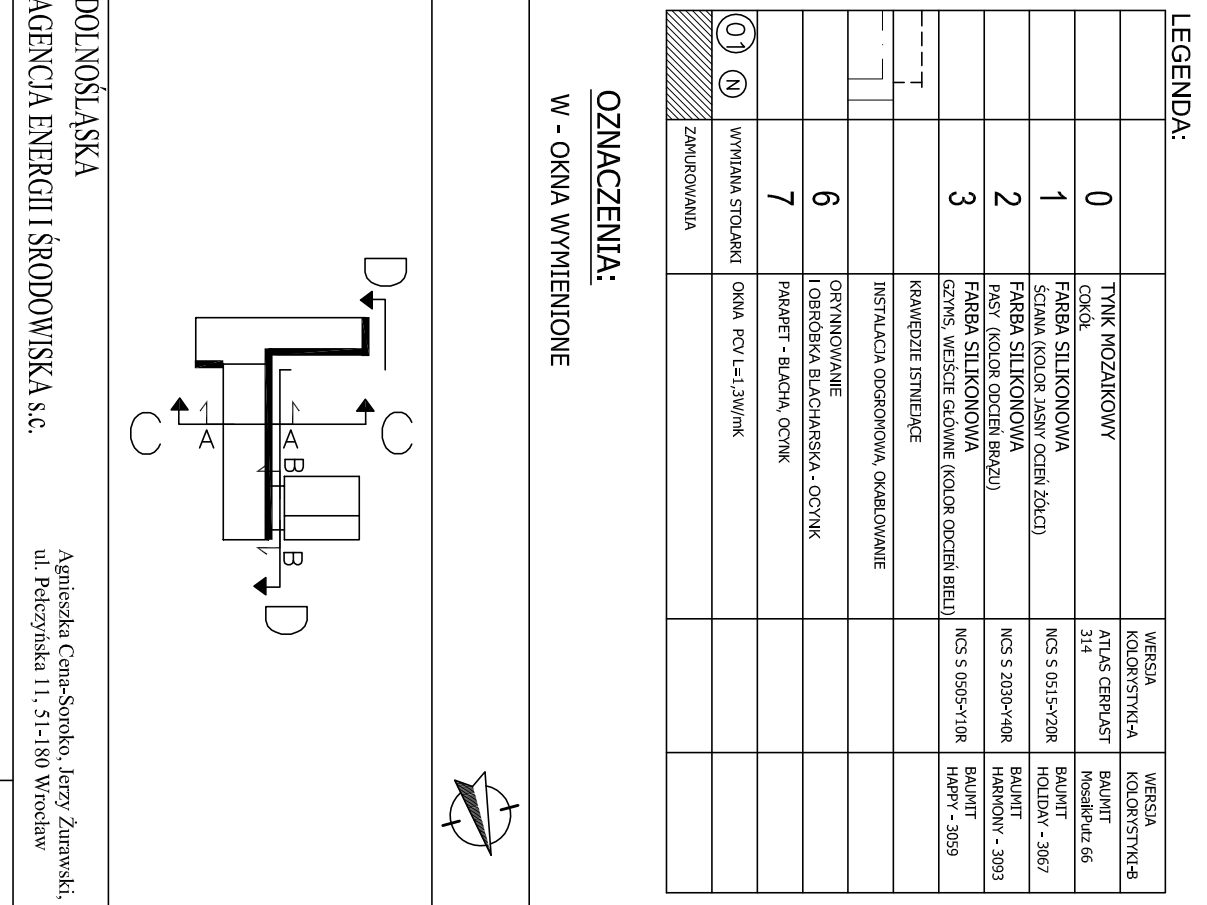 LEGENDA:
WERSJA
KOLORYSTYKI-A
WERSJA
KOLORYSTYKI-B
0
TYNK MOZAIKOWY
COKÓŁ
ATLAS CERPLAST
314
BAUMIT
MosaikPutz 66
1
FARBA SILIKONOWA
ŚCIANA (KOLOR JASNY OCIEŃ ŻÓŁCI)
NCS S 0515-Y20R
BAUMIT
HOLIDAY - 3067
2
FARBA SILIKONOWA
PASY (KOLOR ODCIEŃ BRĄZU)
NCS S 2030-Y40R
BAUMIT
HARMONY - 3093
3
FARBA SILIKONOWA
GZYMS, WEJŚCIE GŁÓWNE (KOLOR ODCIEŃ BIELI)
NCS S 0505-Y10R
BAUMIT
HAPPY - 3059
KRAWĘDZIE ISTNIEJĄCE
INSTALACJA ODGROMOWA, OKABLOWANIE
6
ORYNNOWANIE
I OBRÓBKA BLACHARSKA - OCYNK
7
PARAPET - BLACHA, OCYNK
O1 N
WYMIANA STOLARKI
OKNA PCV L=1,3W/mK
ZAMUROWANIA
OZNACZENIA:
W - OKNA WYMIENIONE
D
C
C
A
A
B
B
D
DOLNOŚLĄSKA
AGENCJA ENERGII I ŚRODOWISKA s.c.
Agnieszka Cena-Soroko, Jerzy Żurawski,
ul. Pełczyńska 11, 51-180 Wrocław